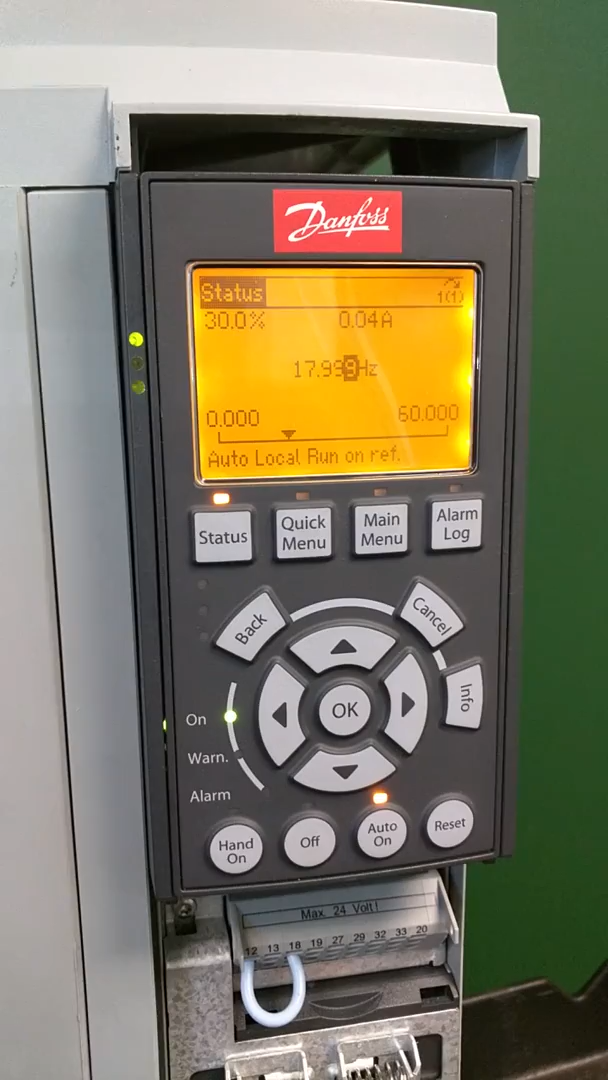 Danfoss
Status
1(1)
30.0% 0.04A
17.999Hz
0.000 60.000
Auto Local Run on ref.
Status Quick Menu Main Menu Alarm Log
Back Cancel
OK Info
On
Warn.
Alarm
Hand On Off Auto On Reset
Max. 24 Volt!
12 13 18 19 27 29 32 33 20